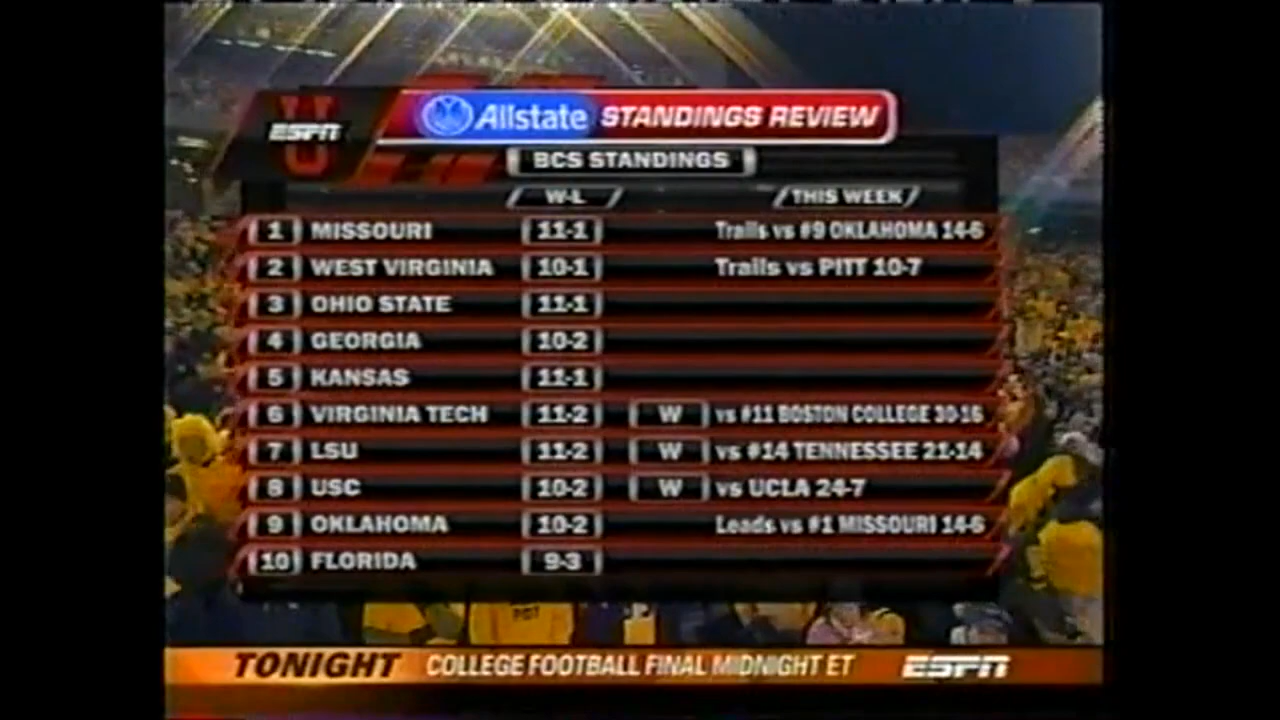 ESPN U
Allstate STANDINGS REVIEW
BCS STANDINGS
W-L THIS WEEK
1 MISSOURI 11-1 Trails vs #9 OKLAHOMA 14-6
2 WEST VIRGINIA 10-1 Trails vs PITT 10-7
3 OHIO STATE 11-1
4 GEORGIA 10-2
5 KANSAS 11-1
6 VIRGINIA TECH 11-2 W vs #11 BOSTON COLLEGE 30-16
7 LSU 11-2 W vs #14 TENNESSEE 21-14
8 USC 10-2 W vs UCLA 24-7
9 OKLAHOMA 10-2 Leads vs #1 MISSOURI 14-6
10 FLORIDA 9-3
TONIGHT COLLEGE FOOTBALL FINAL MIDNIGHT ET ESPN